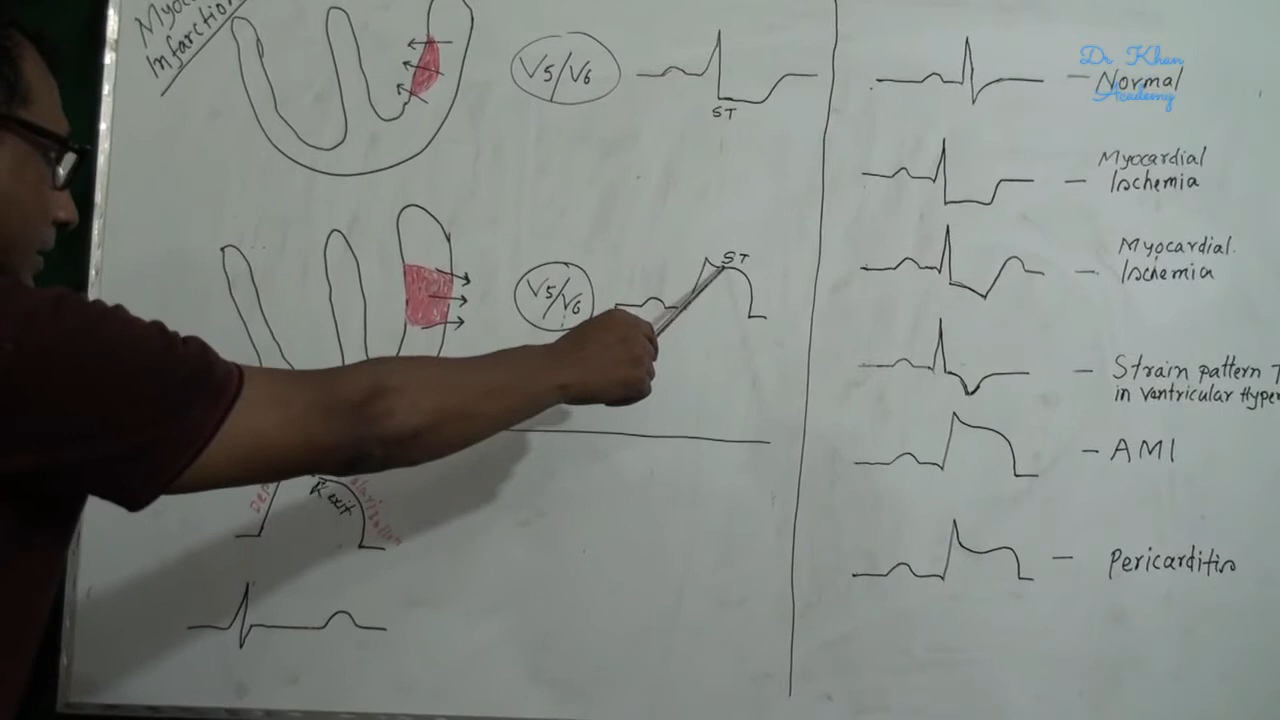 Infarction
V5/V6
ST
V5/V6
ST
K exit
Dr Khan
Academy
Normal
Myocardial
Ischemia
Myocardial
Ischemia
Strain pattern
in ventricular
AMI
Pericarditis